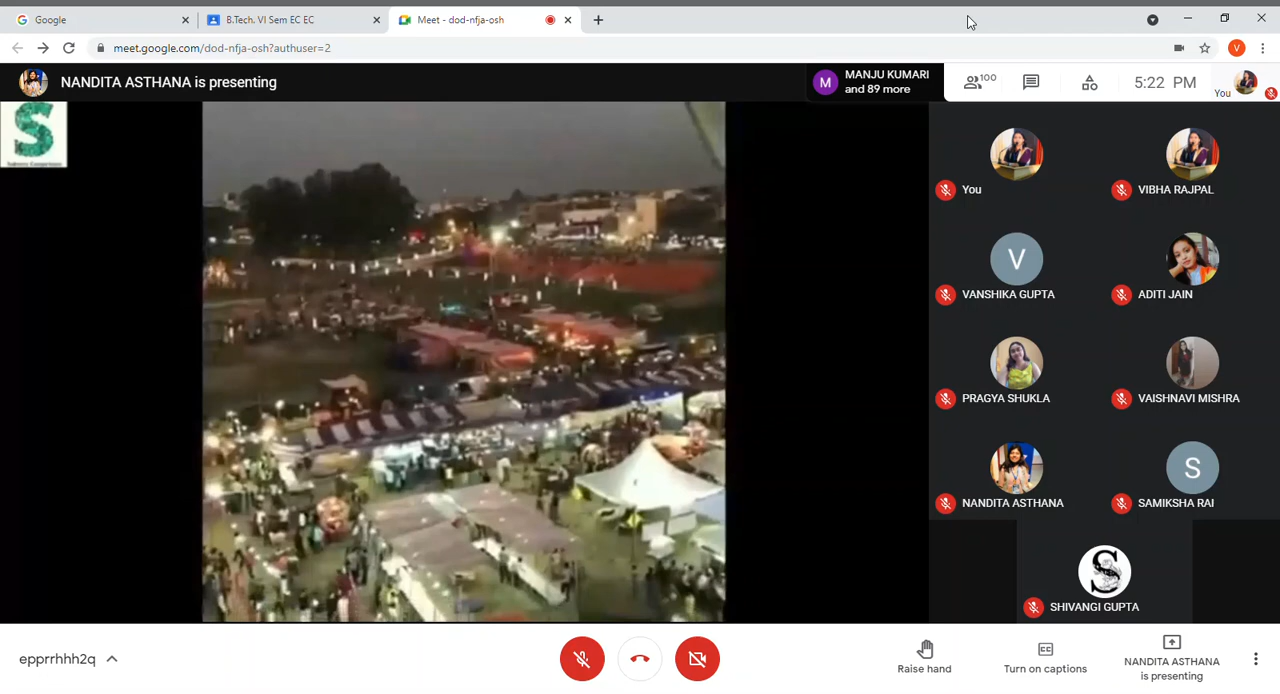 Google
B.Tech, VI Sem EC EC
Meet - dod-nfja-osh
meet.google.com/dod-nfja-osh?authuser=2
V
NANDITA ASTHANA is presenting
M
MANJU KUMARI
and 89 more
100
5:22 PM
You
S
You
VIBHA RAJPAL
V
VANSHIKA GUPTA
ADITI JAIN
PRAGYA SHUKLA
VAISHNAVI MISHRA
NANDITA ASTHANA
S
SAMIKSHA RAI
S
SHIVANGI GUPTA
epprrhhh2q
Raise hand
Turn on captions
NANDITA ASTHANA
is presenting